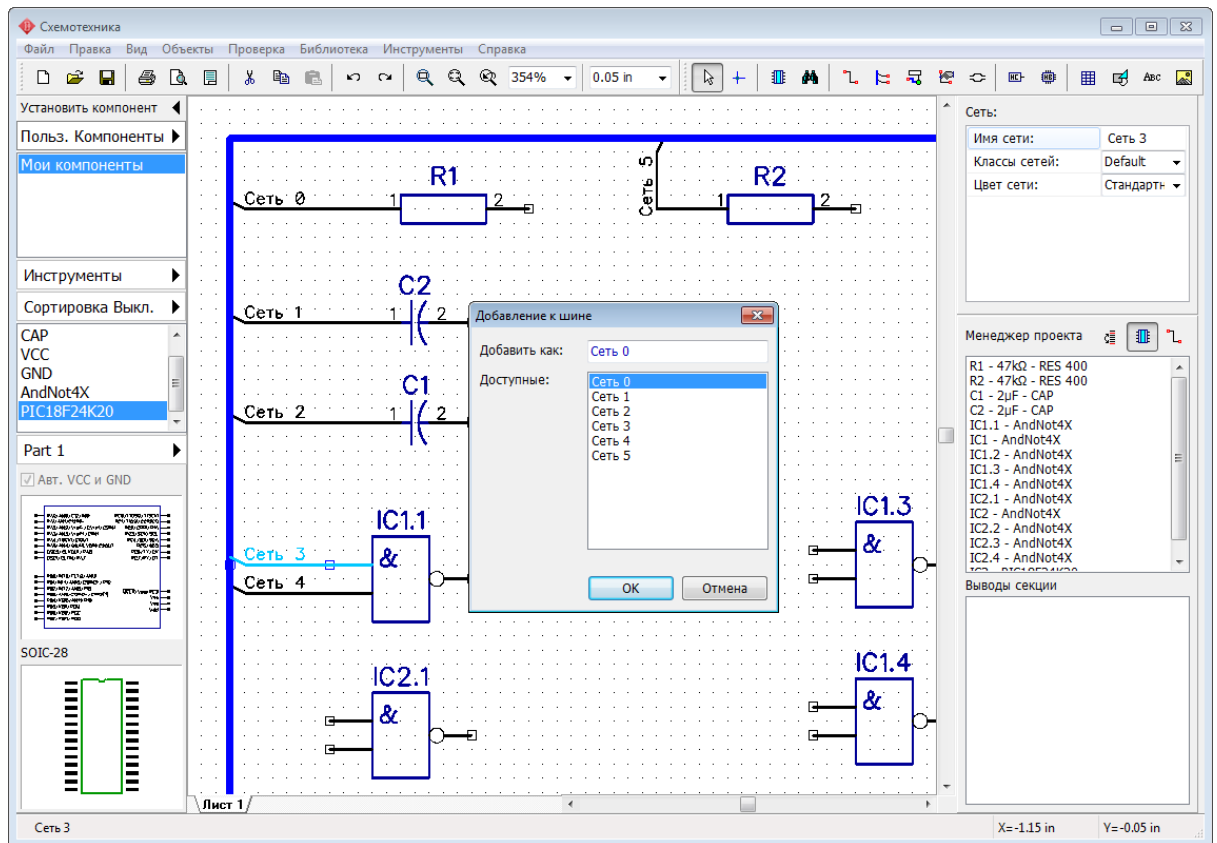 Схемотехника
Файл Правка Вид Объекты Проверка Библиотека Инструменты Справка
354% 0.05 in ABC
Установить компонент
Польз. Компоненты
Мои компоненты
Инструменты
Сортировка Выкл.
CAP
VCC
GND
AndNot4X
PIC18F24K20
Part 1
Авт. VCC и GND
SOIC-28
R1
Сеть 0 1 2
Сеть 5
R2
1 2
C2
Сеть 1 1 2
C1
Сеть 2 1 2
IC1.1
&
Сеть 3
Сеть 4
IC1.3
&
IC2.1
&
IC1.4
&
Лист 1
Добавление к шине
Добавить как: Сеть 0
Доступные:
Сеть 0
Сеть 1
Сеть 2
Сеть 3
Сеть 4
Сеть 5
OK Отмена
Сеть:
Имя сети: Сеть 3
Классы сетей: Default
Цвет сети: Стандартн
Менеджер проекта
R1 - 47kΩ - RES 400
R2 - 47kΩ - RES 400
C1 - 2µF - CAP
C2 - 2µF - CAP
IC1.1 - AndNot4X
IC1 - AndNot4X
IC1.2 - AndNot4X
IC1.3 - AndNot4X
IC1.4 - AndNot4X
IC2.1 - AndNot4X
IC2 - AndNot4X
IC2.2 - AndNot4X
IC2.3 - AndNot4X
IC2.4 - AndNot4X
IC3 - PIC18F24K20
Выводы секции
Сеть 3 X=-1.15 in Y=-0.05 in